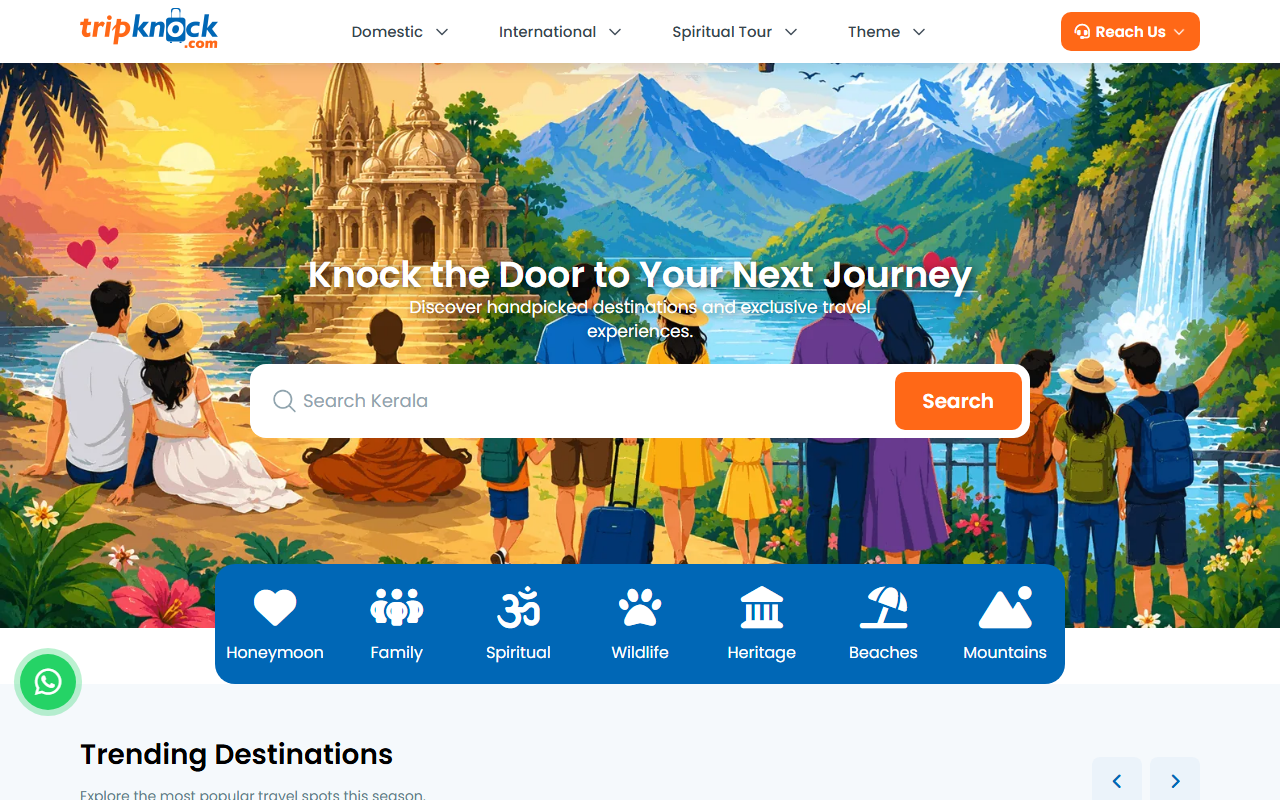 tripknock
.com
Domestic
International
Spiritual Tour
Theme
Reach Us
Knock the Door to Your Next Journey
Discover handpicked destinations and exclusive travel
experiences.
Search Kerala
Search
Honeymoon
Family
Spiritual
Wildlife
Heritage
Beaches
Mountains
Trending Destinations
Explore the most popular travel spots this season.